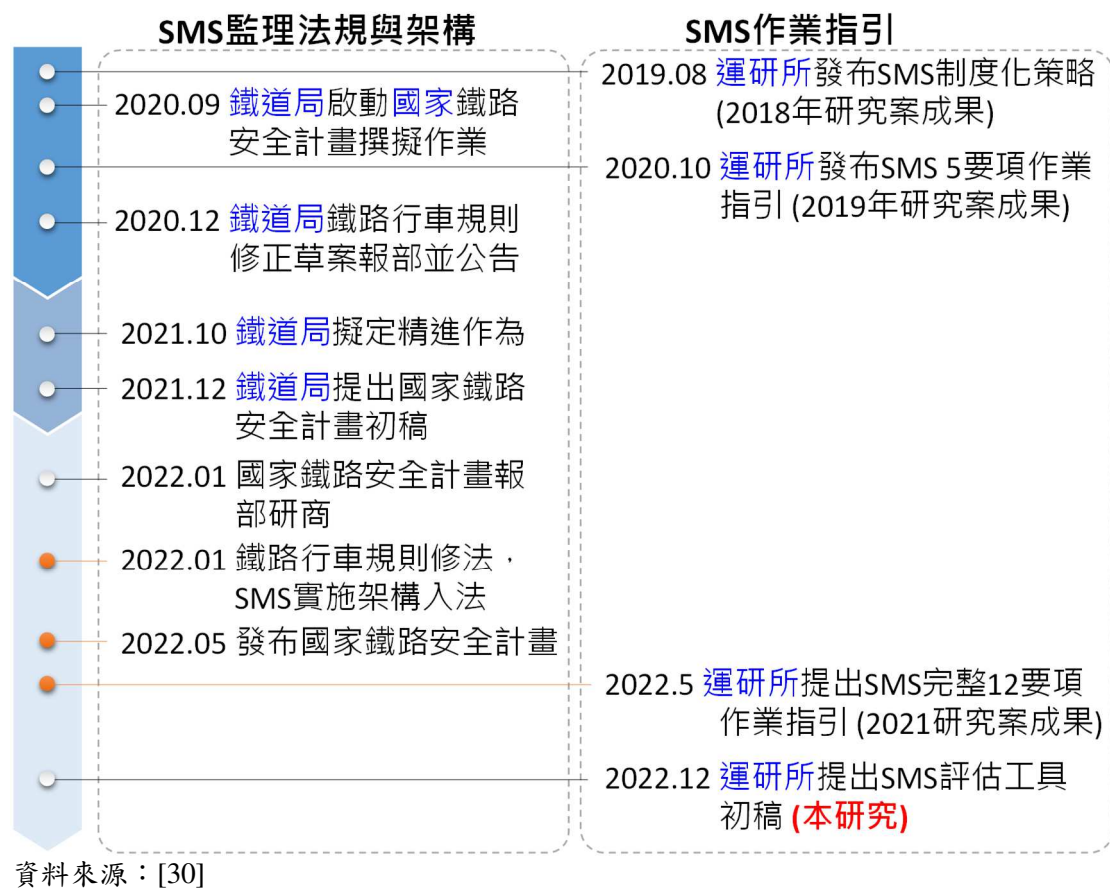 SMS監理法規與架構
SMS作業指引
2019.08 運研所發布SMS制度化策略
(2018年研究案成果)
2020.09 鐵道局啟動國家鐵路
安全計畫撰擬作業
2020.10 運研所發布SMS 5要項作業
指引 (2019年研究案成果)
2020.12 鐵道局鐵路行車規則
修正草案報部並公告
2021.10 鐵道局擬定精進作為
2021.12 鐵道局提出國家鐵路
安全計畫初稿
2022.01 國家鐵路安全計畫報
部研商
2022.01 鐵路行車規則修法，
SMS實施架構入法
2022.05 發布國家鐵路安全計畫
2022.5 運研所提出SMS完整12要項
作業指引 (2021研究案成果)
2022.12 運研所提出SMS評估工具
初稿 (本研究)
資料來源：[30]